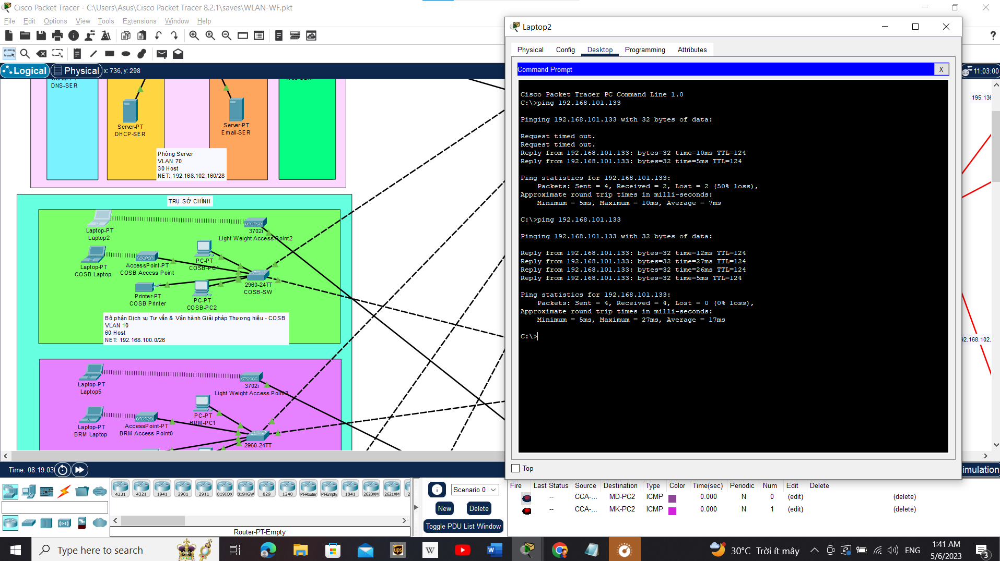 Cisco Packet Tracer - C:\Users\Asus\Cisco Packet Tracer 8.2.1\saves\WLAN-WF.pkt
File Edit Options View Tools Extensions Window Help
Logical Physical x: 736, y: 298
11:03:00
DNS-SER
Server-PT
DHCP-SER
Server-PT
Email-SER
Phòng Server
VLAN 70
30 Host
NET: 192.168.102.160/28
TRỤ SỞ CHÍNH
Laptop-PT
Laptop2
3702i
Light Weight Access Point2
Laptop-PT
COSB Laptop
AccessPoint-PT
COSB Access Point
PC-PT
COSB-PC1
Printer-PT
COSB Printer
PC-PT
COSB-PC2
2960-24TT
COSB-SW
Bộ phận Dịch vụ Tư vấn & Vận hành Giải pháp Thương hiệu - COSB
VLAN 10
60 Host
NET: 192.168.100.0/26
Laptop-PT
Laptop5
3702i
Light Weight Access Point3
Laptop-PT
BRM Laptop
AccessPoint-PT
BRM Access Point0
PC-PT
BRM-PC1
2960-24TT
195.136
92.168.102.
Laptop2
Physical Config Desktop Programming Attributes
Command Prompt X
Cisco Packet Tracer PC Command Line 1.0
C:\>ping 192.168.101.133
Pinging 192.168.101.133 with 32 bytes of data:
Request timed out.
Request timed out.
Reply from 192.168.101.133: bytes=32 time=10ms TTL=124
Reply from 192.168.101.133: bytes=32 time=5ms TTL=124
Ping statistics for 192.168.101.133:
Packets: Sent = 4, Received = 2, Lost = 2 (50% loss),
Approximate round trip times in milli-seconds:
Minimum = 5ms, Maximum = 10ms, Average = 7ms
C:\>ping 192.168.101.133
Pinging 192.168.101.133 with 32 bytes of data:
Reply from 192.168.101.133: bytes=32 time=12ms TTL=124
Reply from 192.168.101.133: bytes=32 time=27ms TTL=124
Reply from 192.168.101.133: bytes=32 time=26ms TTL=124
Reply from 192.168.101.133: bytes=32 time=5ms TTL=124
Ping statistics for 192.168.101.133:
Packets: Sent = 4, Received = 4, Lost = 0 (0% loss),
Approximate round trip times in milli-seconds:
Minimum = 5ms, Maximum = 27ms, Average = 17ms
C:\>
Top
Time: 08:19:03
imulation
4331 4321 1941 2901 2911 819IOX 819HGW 829 1240 PT-Router PT-Empty 1841 2620XM 2621XM
Router-PT-Empty
Scenario 0
New Delete
Toggle PDU List Window
Fire Last Status Source Destination Type Color Time(sec) Periodic Num Edit Delete
-- CCA-... MD-PC2 ICMP 0.000 N 0 (edit) (delete)
-- CCA-... MK-PC2 ICMP 0.000 N 1 (edit) (delete)
Type here to search
ups
W
30°C Trời ít mây
ENG
1:41 AM
5/6/2023
3